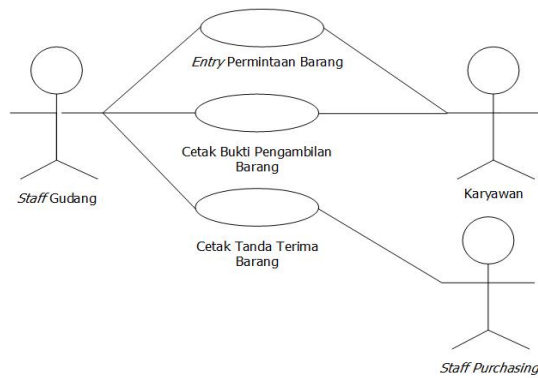 Entry Permintaan Barang
Cetak Bukti Pengambilan
Barang
Staff Gudang
Karyawan
Cetak Tanda Terima
Barang
Staff Purchasing